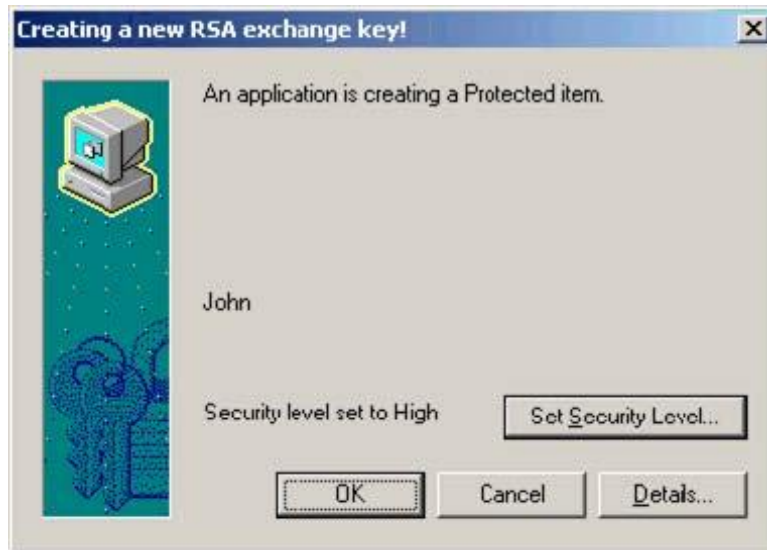 Creating a new RSA exchange key!
An application is creating a Protected item.
John
Security level set to High
Set Security Level...
OK
Cancel
Details...